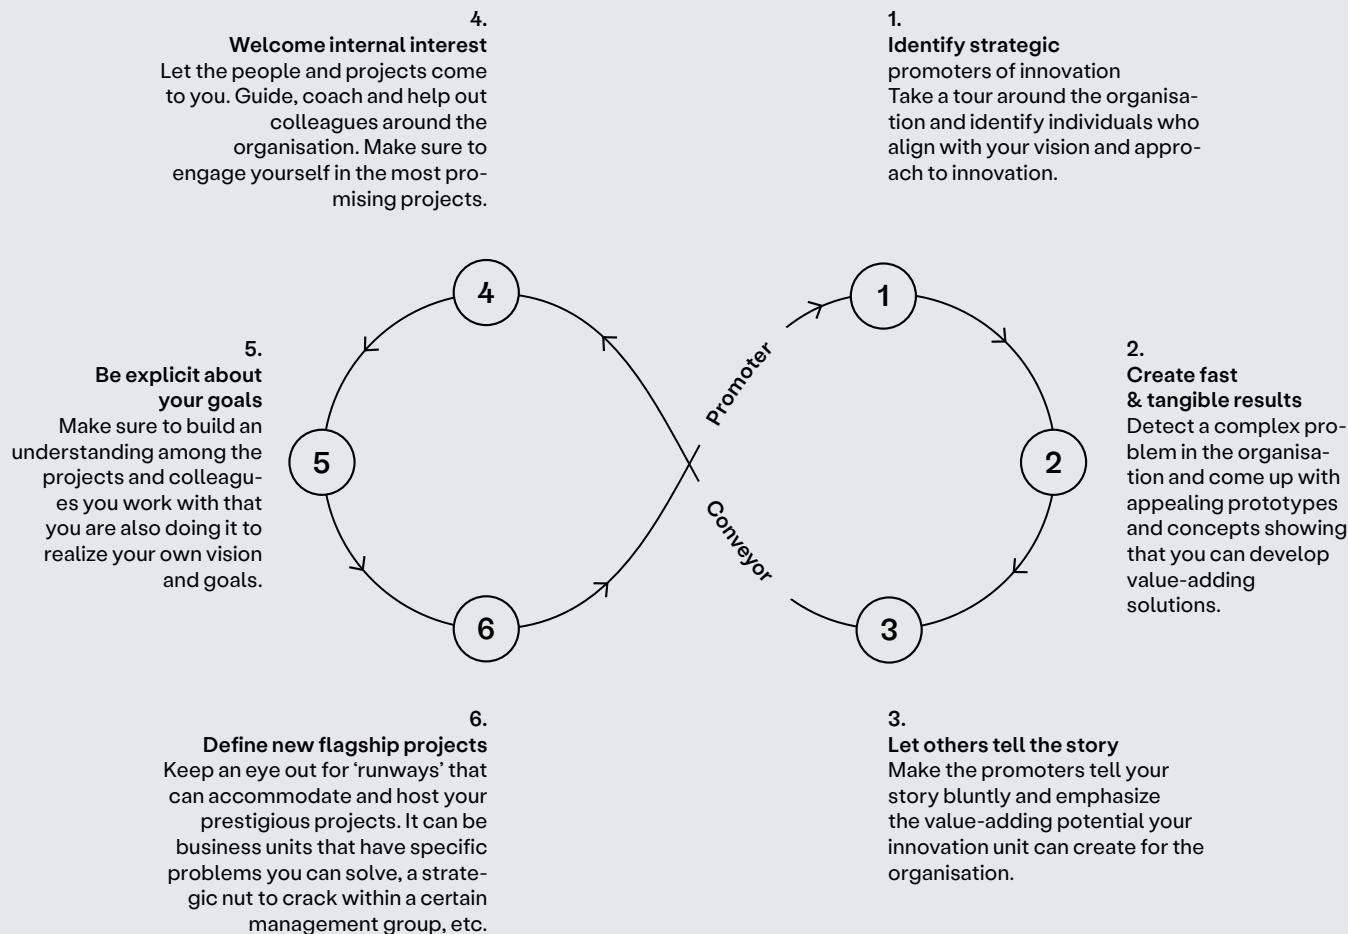 4.
Welcome internal interest
Let the people and projects come
to you. Guide, coach and help out
colleagues around the
organisation. Make sure to
engage yourself in the most pro-
mising projects.
1.
Identify strategic
promoters of innovation
Take a tour around the organisa-
tion and identify individuals who
align with your vision and appro-
ach to innovation.
4
1
Promoter
5.
Be explicit about
your goals
Make sure to build an
understanding among the
projects and colleagu-
es you work with that
you are also doing it to
realize your own vision
and goals.
5
2
2.
Create fast
& tangible results
Detect a complex pro-
blem in the organisa-
tion and come up with
appealing prototypes
and concepts showing
that you can develop
value-adding
solutions.
Conveyor
6
3
6.
Define new flagship projects
Keep an eye out for ‘runways’ that
can accommodate and host your
prestigious projects. It can be
business units that have specific
problems you can solve, a strate-
gic nut to crack within a certain
management group, etc.
3.
Let others tell the story
Make the promoters tell your
story bluntly and emphasize
the value-adding potential your
innovation unit can create for the
organisation.